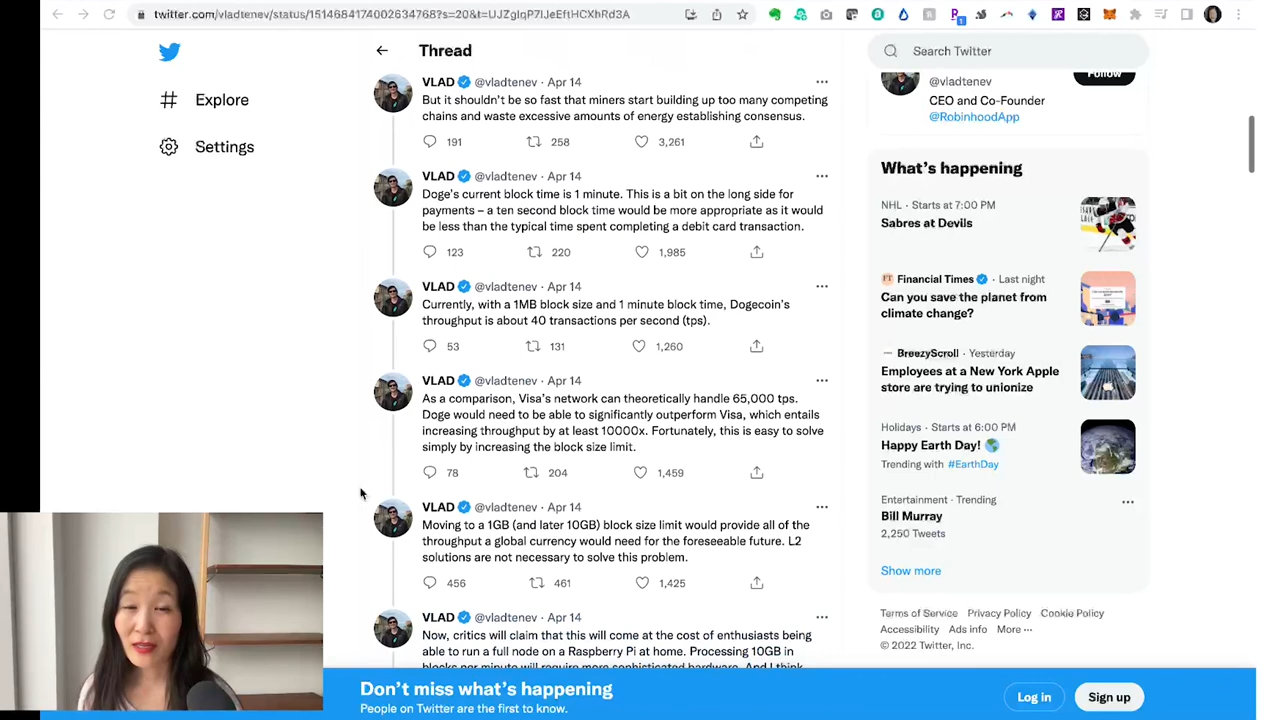 twitter.com/vladtenev/status/1514684174002634768?s=20&t=UJZglqP7IJeEftHCXhRd3A
Explore
Settings
Thread
VLAD @vladtenev · Apr 14
But it shouldn't be so fast that miners start building up too many competing
chains and waste excessive amounts of energy establishing consensus.
191 258 3,261
VLAD @vladtenev · Apr 14
Doge's current block time is 1 minute. This is a bit on the long side for
payments – a ten second block time would be more appropriate as it would
be less than the typical time spent completing a debit card transaction.
123 220 1,985
VLAD @vladtenev · Apr 14
Currently, with a 1MB block size and 1 minute block time, Dogecoin's
throughput is about 40 transactions per second (tps).
53 131 1,260
VLAD @vladtenev · Apr 14
As a comparison, Visa's network can theoretically handle 65,000 tps.
Doge would need to be able to significantly outperform Visa, which entails
increasing throughput by at least 10000x. Fortunately, this is easy to solve
simply by increasing the block size limit.
78 204 1,459
VLAD @vladtenev · Apr 14
Moving to a 1GB (and later 10GB) block size limit would provide all of the
throughput a global currency would need for the foreseeable future. L2
solutions are not necessary to solve this problem.
456 461 1,425
VLAD @vladtenev · Apr 14
Now, critics will claim that this will come at the cost of enthusiasts being
able to run a full node on a Raspberry Pi at home. Processing 10GB in
blocks per minute will require more sophisticated hardware. And I think
Search Twitter
@vladtenev
Follow
CEO and Co-Founder
@RobinhoodApp
What's happening
NHL · Starts at 7:00 PM
Sabres at Devils
Financial Times · Last night
Can you save the planet from
climate change?
BreezyScroll · Yesterday
Employees at a New York Apple
store are trying to unionize
Holidays · Starts at 6:00 PM
Happy Earth Day!
Trending with #EarthDay
Entertainment · Trending
Bill Murray
2,250 Tweets
Show more
Terms of Service Privacy Policy Cookie Policy
Accessibility Ads info More ···
© 2022 Twitter, Inc.
Don't miss what's happening
People on Twitter are the first to know.
Log in
Sign up